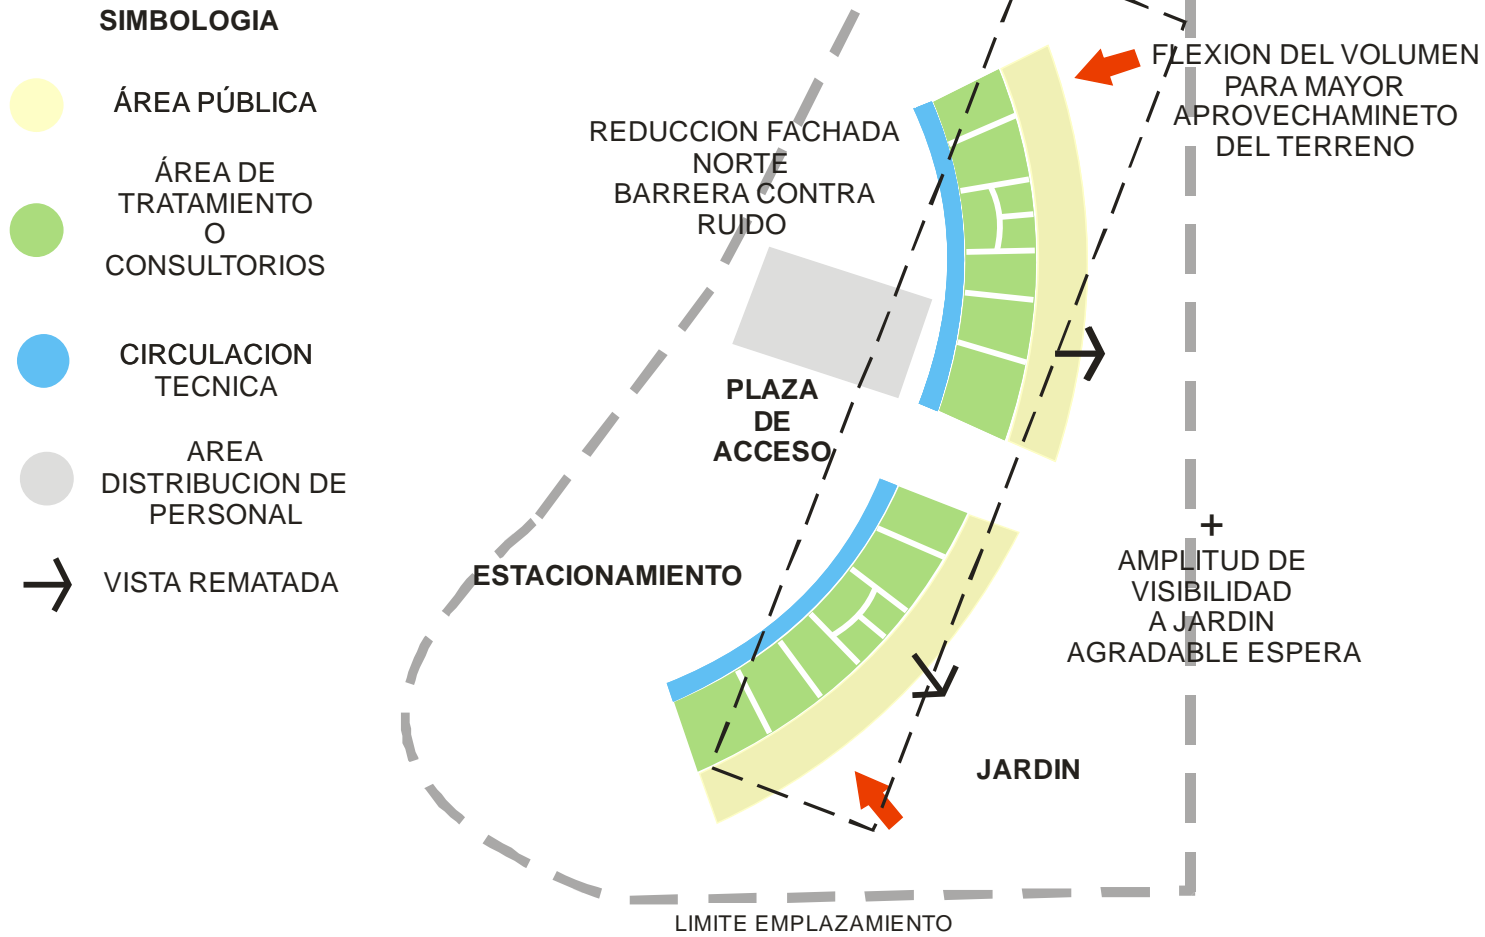 SIMBOLOGIA
ÁREA PÚBLICA
ÁREA DE
TRATAMIENTO
O
CONSULTORIOS
CIRCULACION
TECNICA
AREA
DISTRIBUCION DE
PERSONAL
VISTA REMATADA
REDUCCION FACHADA
NORTE
BARRERA CONTRA
RUIDO
FLEXION DEL VOLUMEN
PARA MAYOR
APROVECHAMINETO
DEL TERRENO
PLAZA
DE
ACCESO
ESTACIONAMIENTO
+
AMPLITUD DE
VISIBILIDAD
A JARDIN
AGRADABLE ESPERA
JARDIN
LIMITE EMPLAZAMIENTO